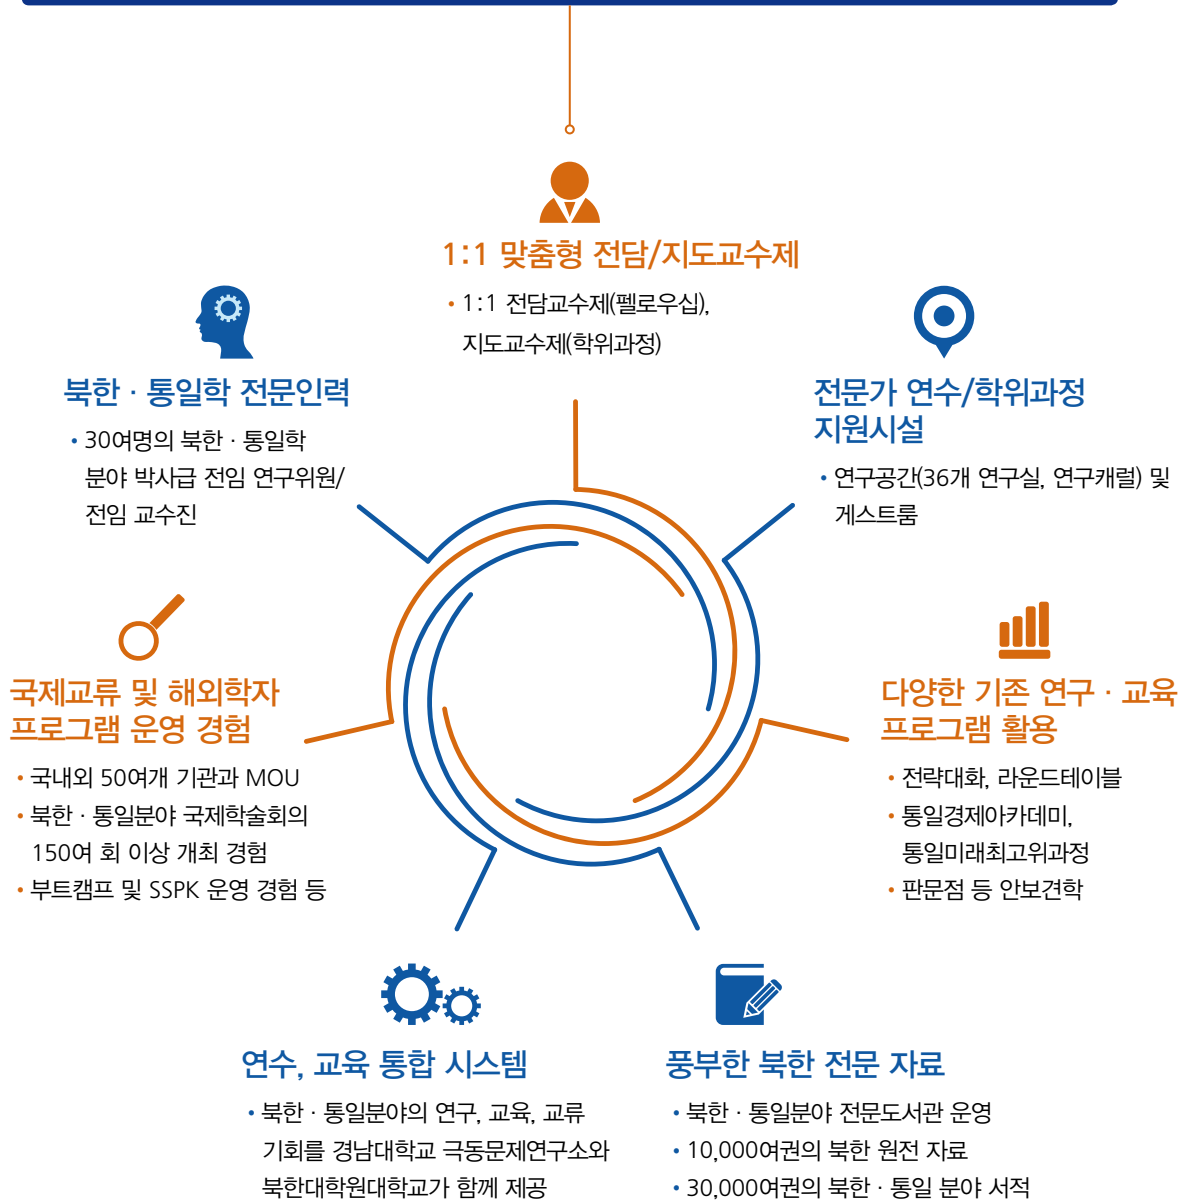 1:1 맞춤형 전담/지도교수제
• 1:1 전담교수제(펠로우십),
지도교수제(학위과정)
북한 · 통일학 전문인력
• 30여명의 북한 · 통일학
분야 박사급 전임 연구위원/
전임 교수진
전문가 연수/학위과정
지원시설
• 연구공간(36개 연구실, 연구캐럴) 및
게스트룸
국제교류 및 해외학자
프로그램 운영 경험
• 국내외 50여개 기관과 MOU
• 북한 · 통일분야 국제학술회의
150여 회 이상 개최 경험
• 부트캠프 및 SSPK 운영 경험 등
다양한 기존 연구 · 교육
프로그램 활용
• 전략대화, 라운드테이블
• 통일경제아카데미,
통일미래최고위과정
• 판문점 등 안보견학
연수, 교육 통합 시스템
• 북한 · 통일분야의 연구, 교육, 교류
기회를 경남대학교 극동문제연구소와
북한대학원대학교가 함께 제공
풍부한 북한 전문 자료
• 북한 · 통일분야 전문도서관 운영
• 10,000여권의 북한 원전 자료
• 30,000여권의 북한 · 통일 분야 서적